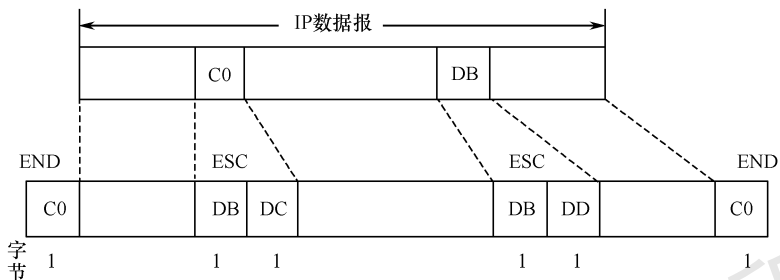 IP数据报
C0 DB
END ESC ESC END
C0 DB DC DB DD C0
字节 1 1 1 1 1 1